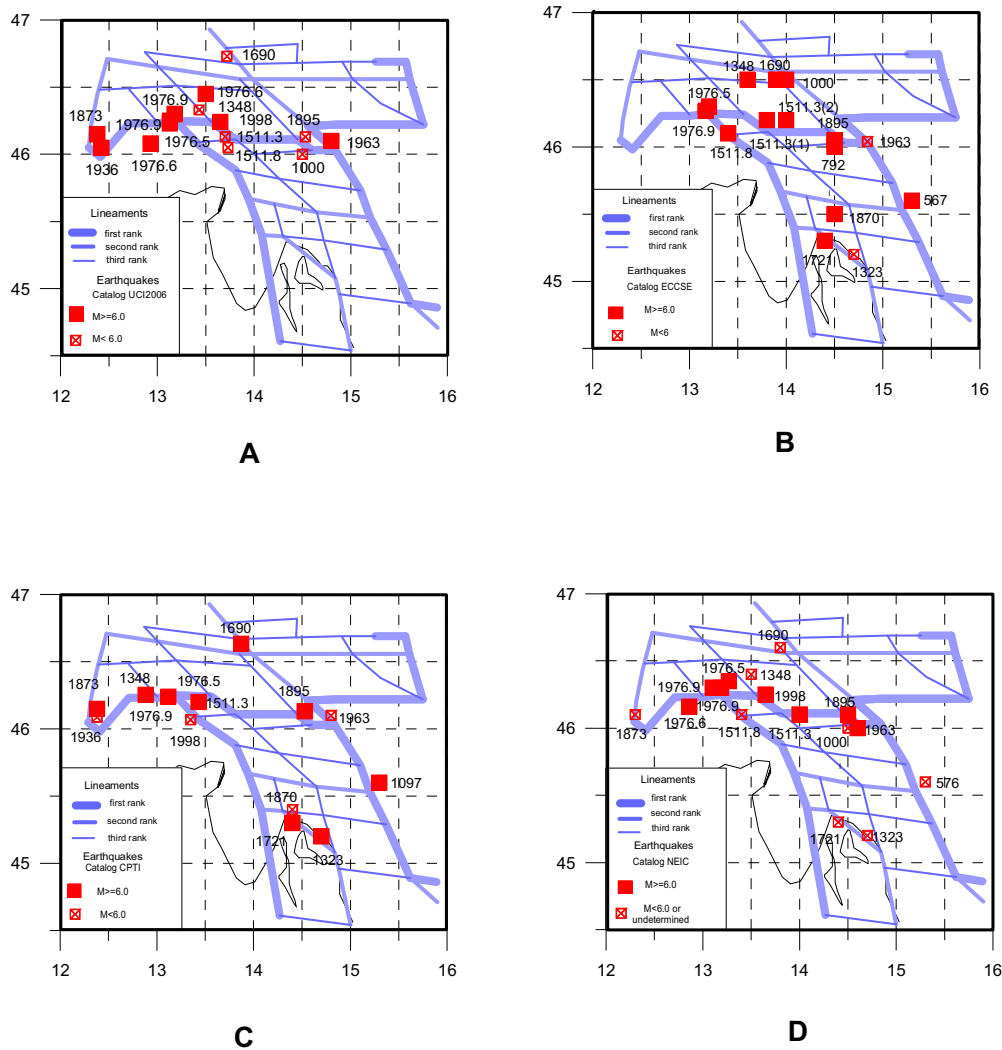 47
1690
1976.6
1976.9
1348
1873
1998
1895
1976.9
1976.5
1511.3
1963
46
1511.8
1936
1976.6
1000
Lineaments
first rank
second rank
third rank
Earthquakes
Catalog UCI2006
45
M>=6.0
M< 6.0
12
13
14
15
16
A
47
1348
1690
1976.5
1000
1511.3(2)
1895
1976.9
1511.3(1)
1963
46
1511.8
792
567
Lineaments
1870
first rank
second rank
third rank
1721
1323
Earthquakes
Catalog ECCSE
45
M>=6.0
M<6
12
13
14
15
16
B
47
1690
1873
1348
1976.5
1895
1511.3
1976.9
1963
46
1936
1998
1097
Lineaments
1870
first rank
second rank
third rank
1721
1323
Earthquakes
Catalog CPTI
45
M>=6.0
M<6.0
12
13
14
15
16
C
47
1690
1976.5
1348
1976.9
1998
1895
1976.9
1976.6
1511.8
1511.3
1963
46
1873
1000
576
Lineaments
first rank
second rank
third rank
1721
1323
Earthquakes
Catalog NEIC
45
M>=6.0
M<6.0 or
undetermined
12
13
14
15
16
D